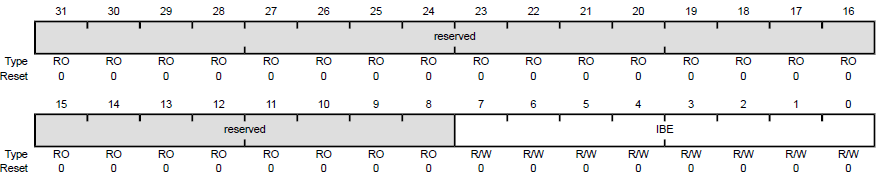 31 30 29 28 27 26 25 24 23 22 21 20 19 18 17 16
reserved
Type RO RO RO RO RO RO RO RO RO RO RO RO RO RO RO RO
Reset 0 0 0 0 0 0 0 0 0 0 0 0 0 0 0 0
15 14 13 12 11 10 9 8 7 6 5 4 3 2 1 0
reserved IBE
Type RO RO RO RO RO RO RO RO R/W R/W R/W R/W R/W R/W R/W R/W
Reset 0 0 0 0 0 0 0 0 0 0 0 0 0 0 0 0